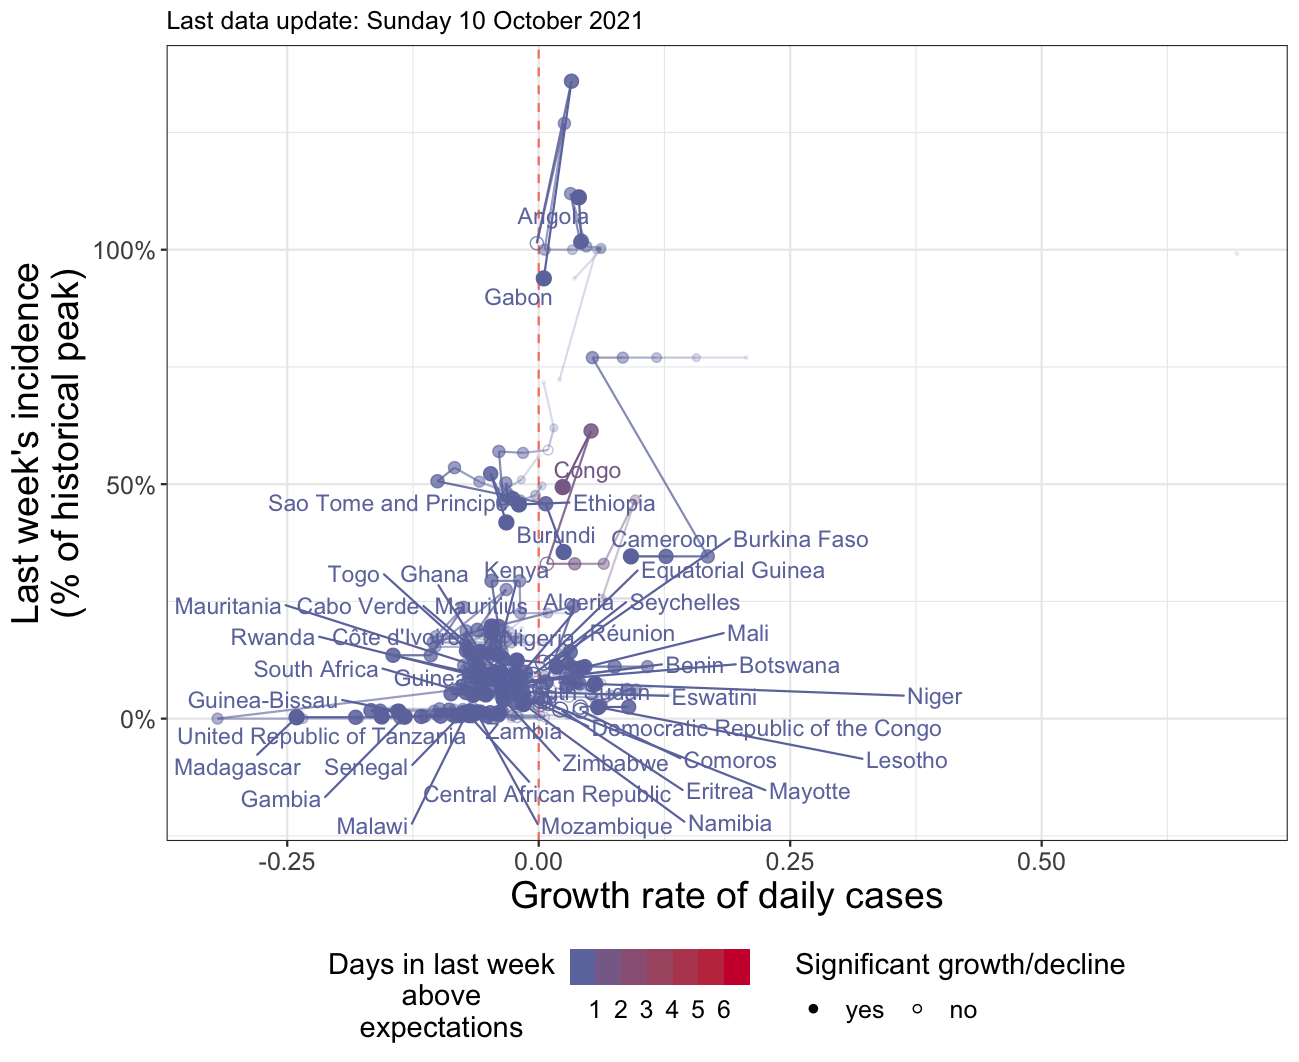 Last data update: Sunday 10 October 2021
Last week's incidence
(% of historical peak)
100%
50%
0%
Angola
Gabon
Congo
Sao Tome and Principe
Ethiopia
Burundi
Cameroon
Burkina Faso
Togo
Ghana
Kenya
Equatorial Guinea
Mauritania
Cabo Verde
Mauritius
Algeria
Seychelles
Rwanda
Côte d'Ivoire
Nigeria
Réunion
Mali
South Africa
Guinea
Benin
Botswana
Guinea-Bissau
Sudan
Eswatini
Niger
United Republic of Tanzania
Zambia
Democratic Republic of the Congo
Madagascar
Senegal
Zimbabwe
Comoros
Lesotho
Gambia
Central African Republic
Eritrea
Mayotte
Malawi
Mozambique
Namibia
-0.25
0.00
0.25
0.50
Growth rate of daily cases
Days in last week
above
expectations
1 2 3 4 5 6
Significant growth/decline
yes
no